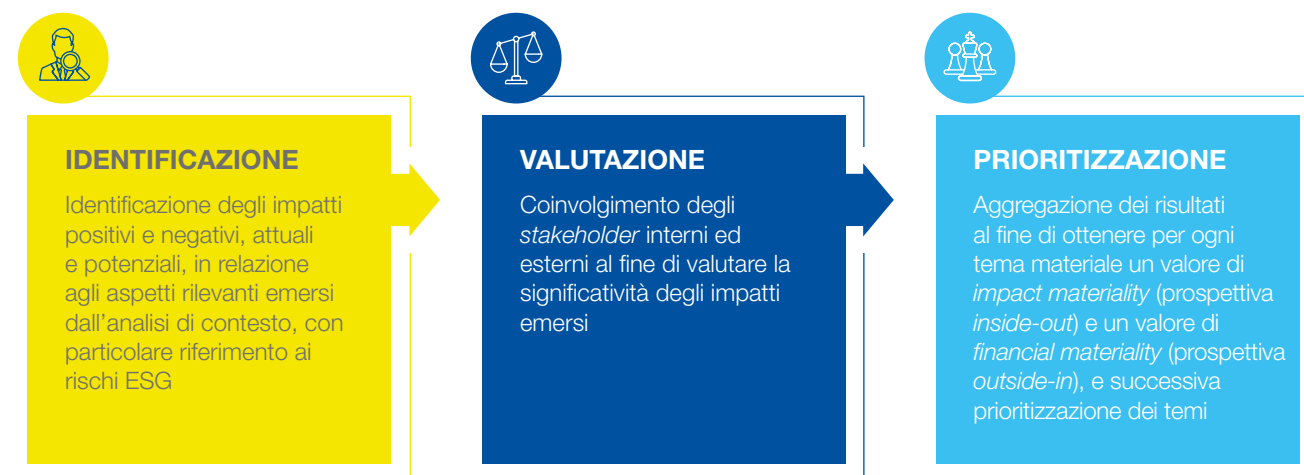 IDENTIFICAZIONE
Identificazione degli impatti
positivi e negativi, attuali
e potenziali, in relazione
agli aspetti rilevanti emersi
dall’analisi di contesto, con
particolare riferimento ai
rischi ESG
VALUTAZIONE
Coinvolgimento degli
stakeholder interni ed
esterni al fine di valutare la
significatività degli impatti
emersi
PRIORITIZZAZIONE
Aggregazione dei risultati
al fine di ottenere per ogni
tema materiale un valore di
impact materiality (prospettiva
inside-out) e un valore di
financial materiality (prospettiva
outside-in), e successiva
prioritizzazione dei temi